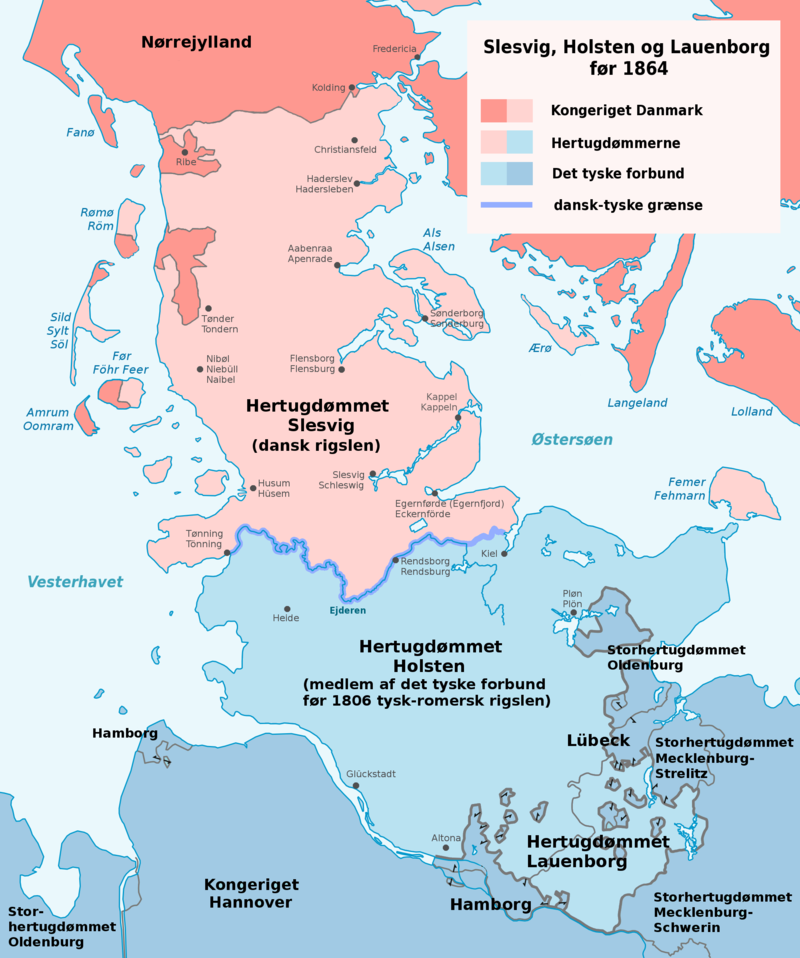 Slesvig, Holsten og Lauenborg
før 1864
Kongeriget Danmark
Hertugdømmerne
Det tyske forbund
dansk-tyske grænse
Nørrejylland
Fredericia
Kolding
Fanø
Christiansfeld
Ribe
Haderslev
Hadersleben
Rømø
Röm
Als
Alsen
Aabenraa
Apenrade
Sild
Sylt
Söl
Tønder
Tondern
Sønderborg
Sonderburg
Ærø
Før
Föhr Feer
Nibøl
Niebüll
Naibel
Flensborg
Flensburg
Langeland
Lolland
Amrum
Oomram
Hertugdømmet
Slesvig
(dansk rigslen)
Kappel
Kappeln
Østersøen
Slesvig
Schleswig
Husum
Hüsem
Femer
Fehmarn
Egernførde (Egernfjord)
Eckernförde
Tønning
Tönning
Kiel
Rendsborg
Rendsburg
Vesterhavet
Ejderen
Heide
Pløn
Plön
Hertugdømmet
Holsten
(medlem af det tyske forbund
før 1806 tysk-romersk rigslen)
Storhertugdømmet
Oldenburg
Hamborg
Lübeck
Storhertugdømmet
Mecklenburg-
Strelitz
Glückstadt
Altona
Hertugdømmet
Lauenborg
Kongeriget
Hannover
Hamborg
Storhertugdømmet
Mecklenburg-
Schwerin
Stor-
hertugdømmet
Oldenburg